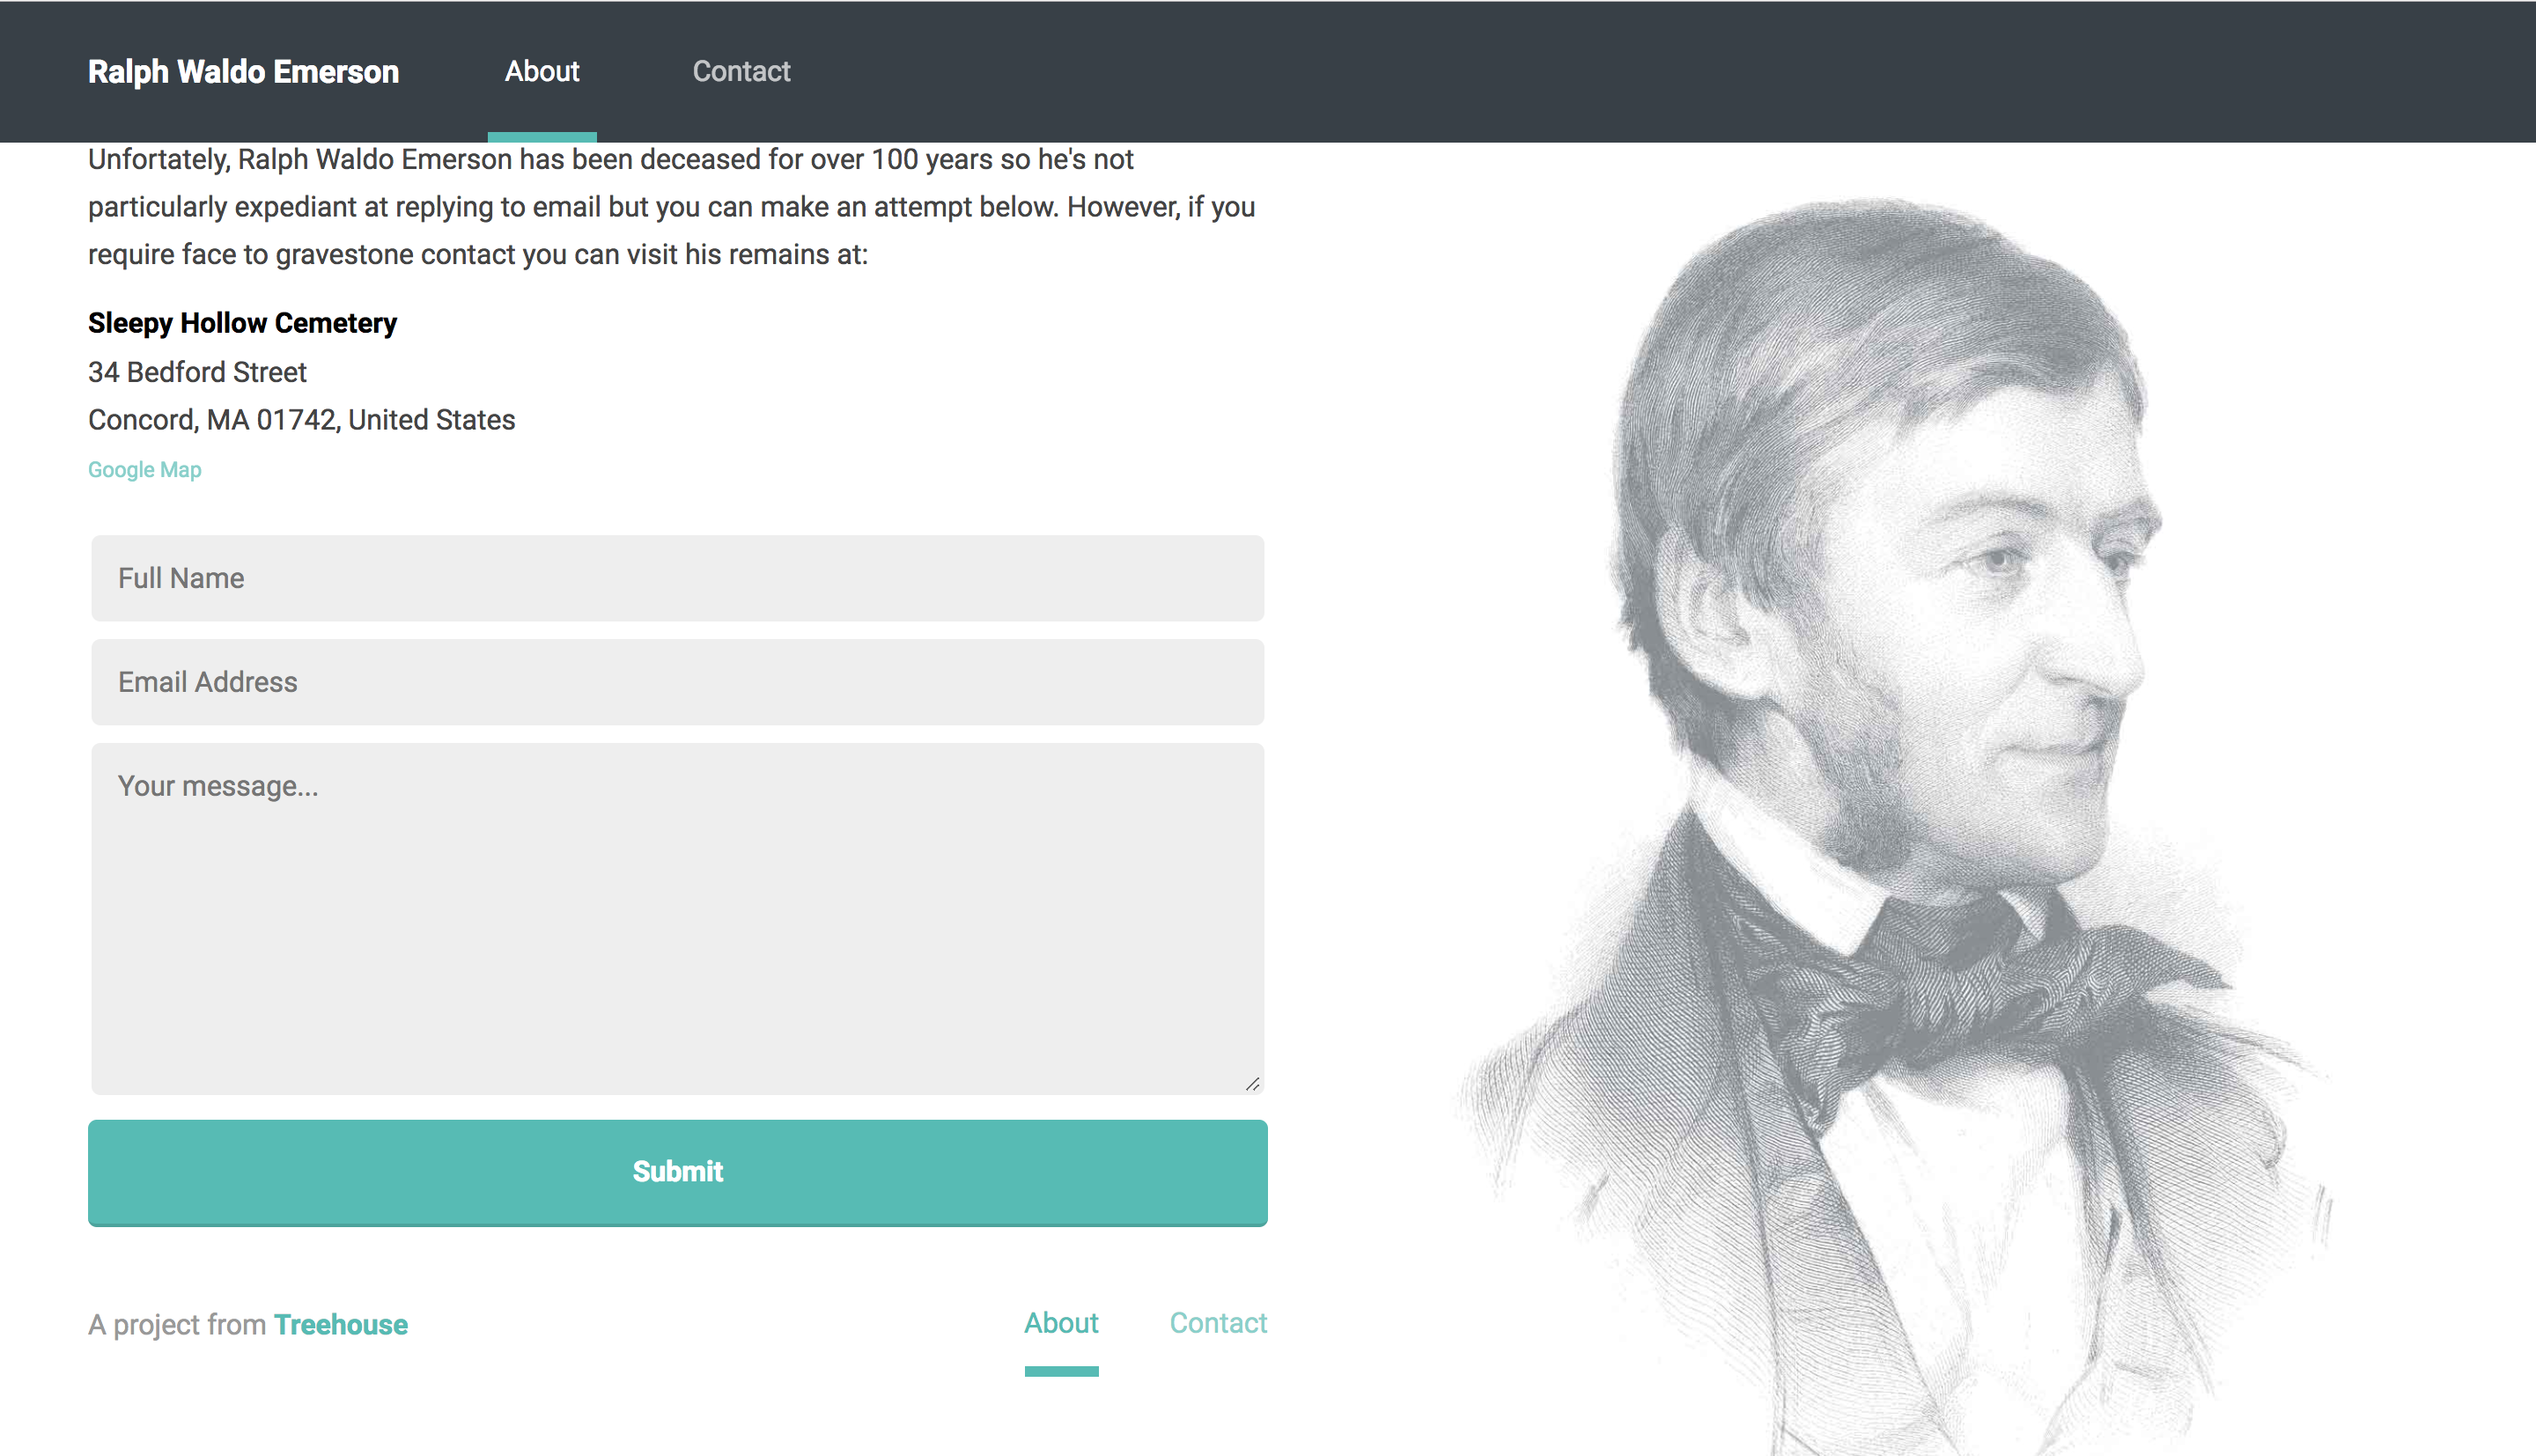 Ralph Waldo Emerson About Contact
Unfortately, Ralph Waldo Emerson has been deceased for over 100 years so he's not
particularly expediant at replying to email but you can make an attempt below. However, if you
require face to gravestone contact you can visit his remains at:
Sleepy Hollow Cemetery
34 Bedford Street
Concord, MA 01742, United States
Google Map
Full Name
Email Address
Your message...
Submit
A project from Treehouse About Contact